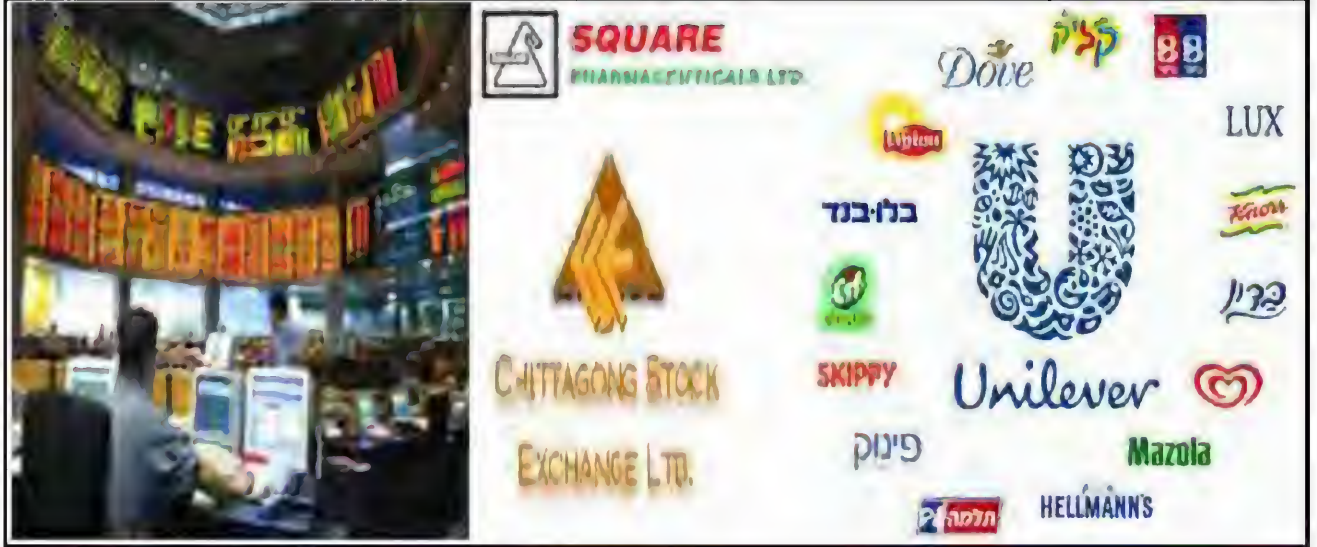 SQUARE
PHARMACEUTICALS LTD.
CHITTAGONG STOCK
EXCHANGE LTD.
Dove
קליק
88
Lipton
LUX
בלו-בנד
Knorr
בדין
SKIPPY
Unilever
פינוק
Mazola
תלמה
HELLMANN'S